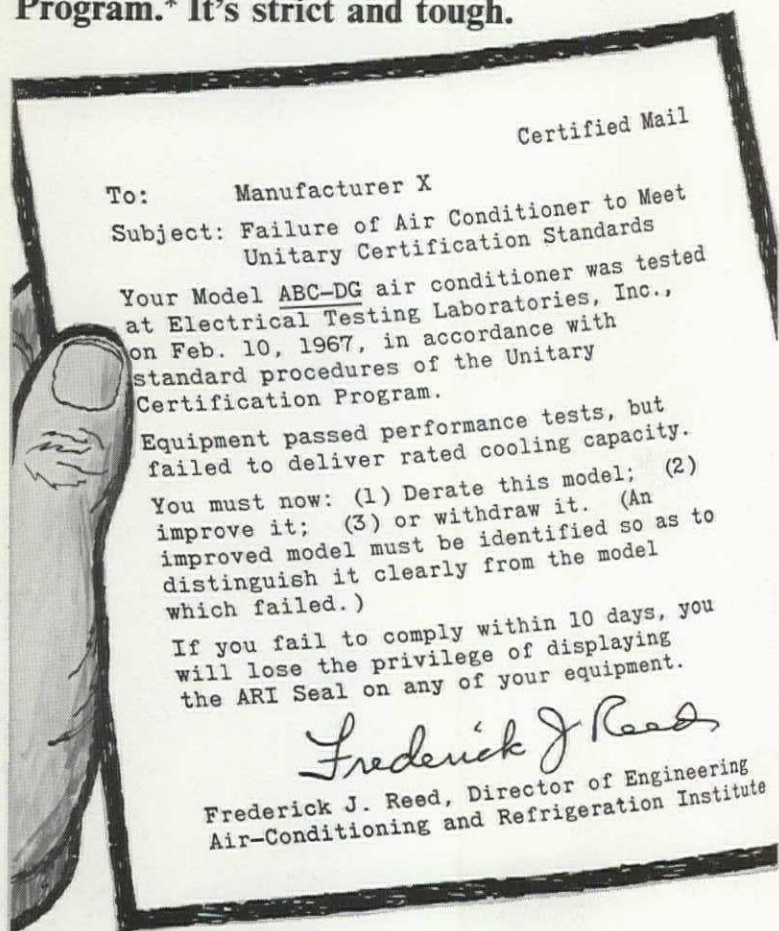 Program.* It's strict and tough.
Certified Mail
To: Manufacturer X
Subject: Failure of Air Conditioner to Meet
Unitary Certification Standards
Your Model ABC-DG air conditioner was tested
at Electrical Testing Laboratories, Inc.,
on Feb. 10, 1967, in accordance with
standard procedures of the Unitary
Certification Program.
Equipment passed performance tests, but
failed to deliver rated cooling capacity.
You must now: (1) Derate this model; (2)
improve it; (3) or withdraw it. (An
improved model must be identified so as to
distinguish it clearly from the model
which failed.)
If you fail to comply within 10 days, you
will lose the privilege of displaying
the ARI Seal on any of your equipment.
Frederick J Reed
Frederick J. Reed, Director of Engineering
Air-Conditioning and Refrigeration Institute